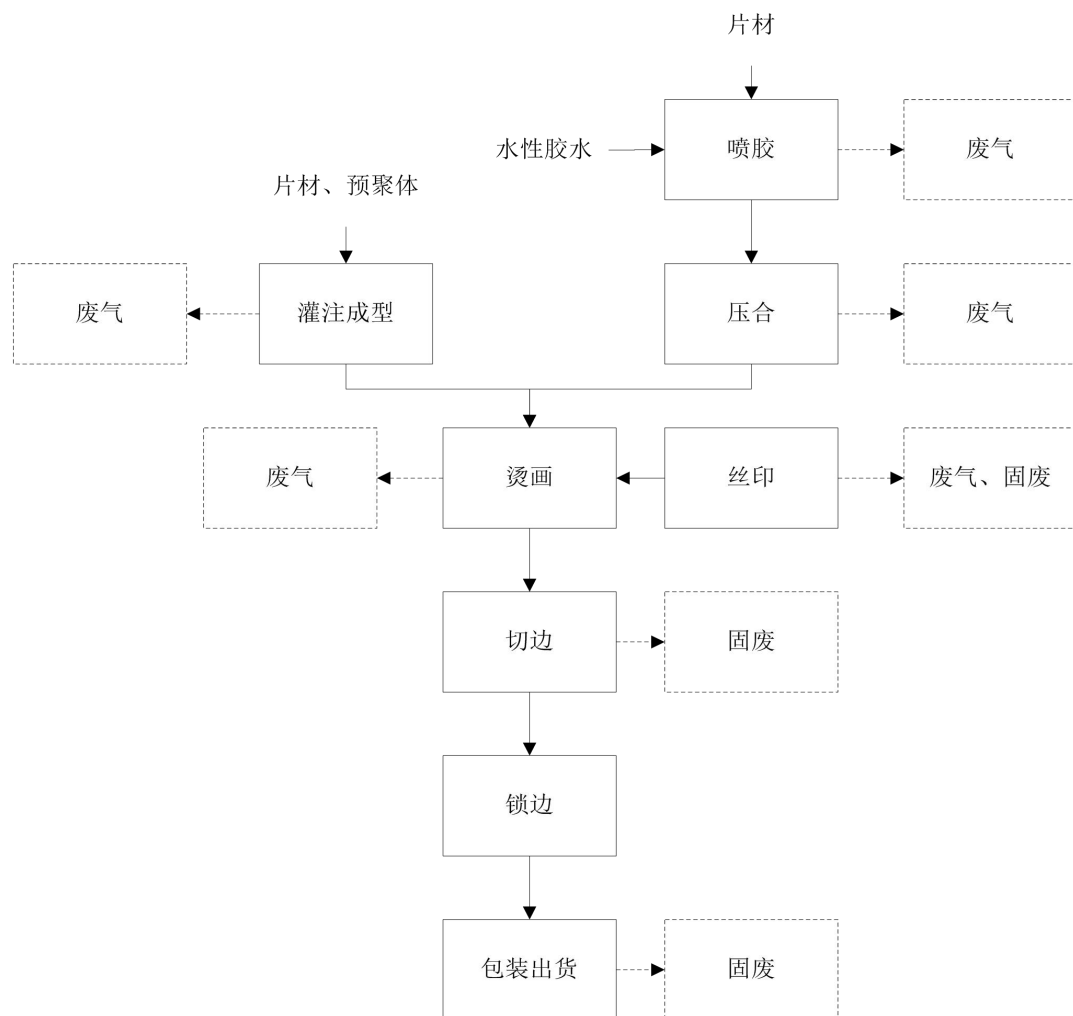 片材
水性胶水
喷胶
废气
片材、预聚体
废气
灌注成型
压合
废气
废气
烫画
丝印
废气、固废
切边
固废
锁边
包装出货
固废